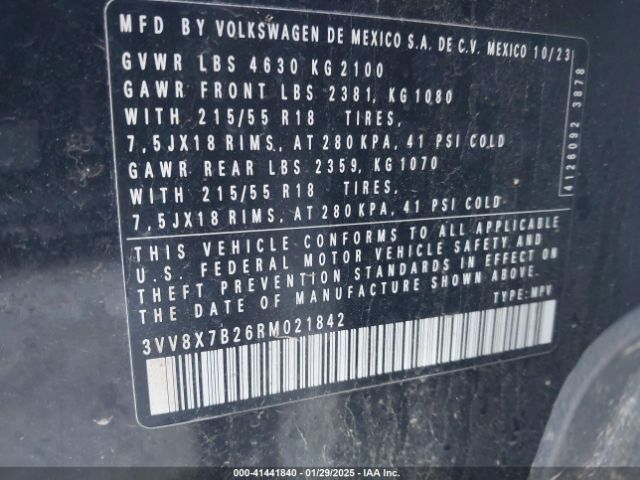 MFD BY VOLKSWAGEN DE MEXICO S.A. DE C.V. MEXICO 10/23
GVWR LBS 4630 KG 2100
GAWR FRONT LBS 2381, KG 1080
WITH 215/55 R18 TIRES,
7,5JX18 RIMS, AT 280 KPA, 41 PSI COLD
GAWR REAR LBS 2359, KG 1070
WITH 215/55 R18 TIRES,
7,5JX18 RIMS, AT 280 KPA, 41 PSI COLD
4128092 3878
THIS VEHICLE CONFORMS TO ALL APPLICABLE
U.S. FEDERAL MOTOR VEHICLE SAFETY AND
THEFT PREVENTION STANDARDS IN EFFECT ON
THE DATE OF MANUFACTURE SHOWN ABOVE.
TYPE: MPV
3VV8X7B26RM021842
000-41441840 - 01/29/2025 - IAA Inc.